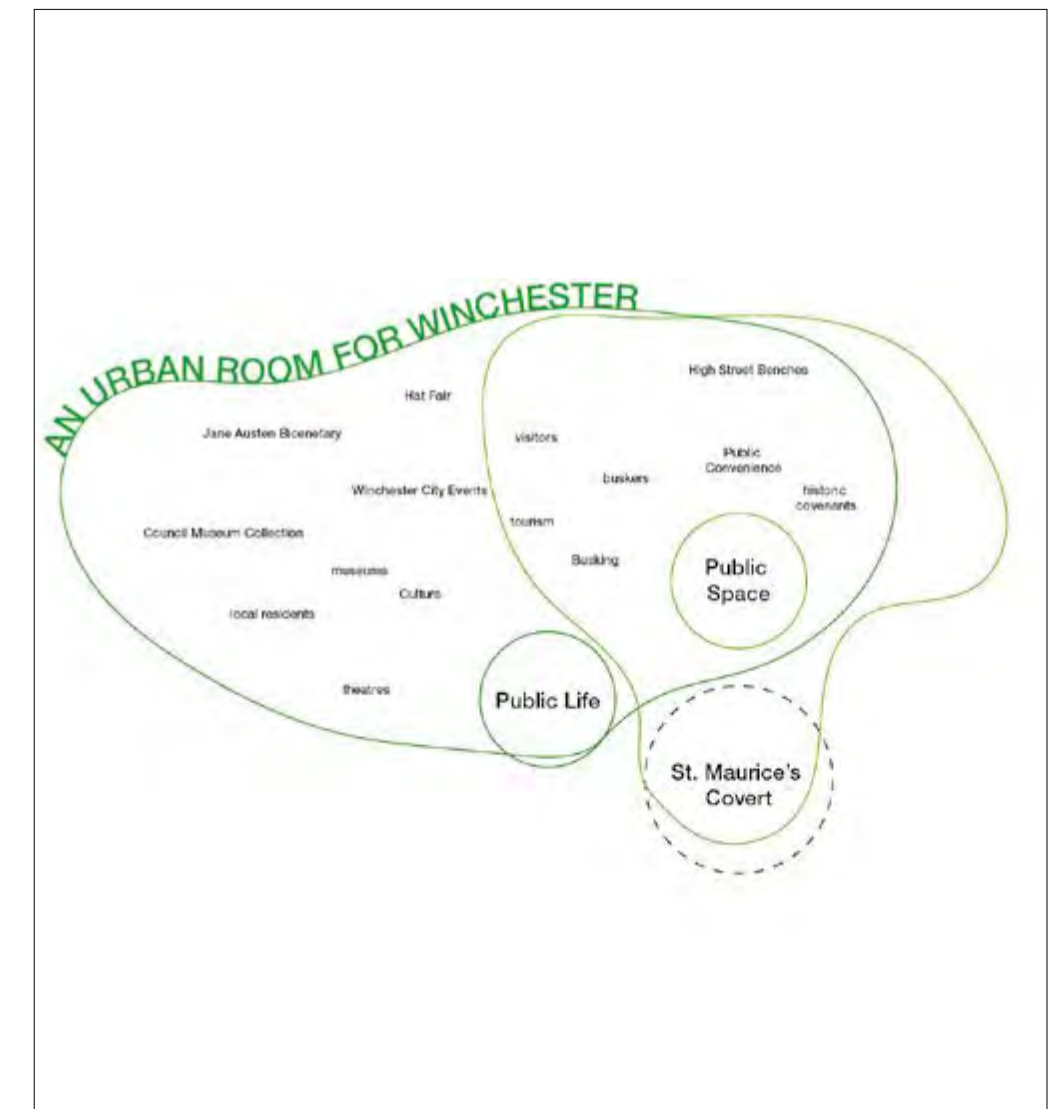 AN URBAN ROOM FOR WINCHESTER
High Street Benches
Hat Fair
Jane Austen Bicenetary
visitors
Public
Convenience
buskers
Winchester City Events
historic
covenants
tourism
Council Museum Collection
Busking
museums
Culture
Public
Space
local residents
theatres
Public Life
St. Maurice's
Covert